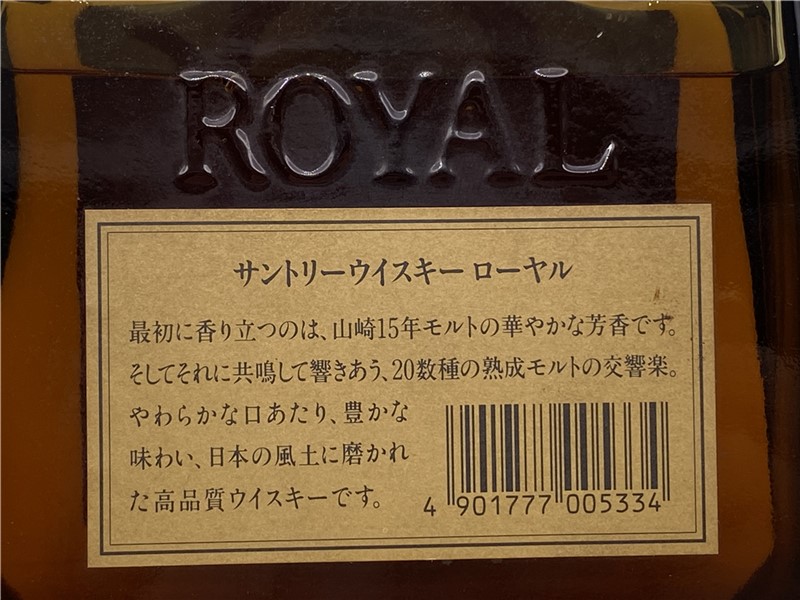 ROYAL
サントリーウイスキー ローヤル
最初に香り立つのは、山崎15年モルトの華やかな芳香です。
そしてそれに共鳴して響きあう、20数種の熟成モルトの交響楽。
やわらかな口あたり、豊かな
味わい、日本の風土に磨かれ
た高品質ウイスキーです。
4 901777 005334